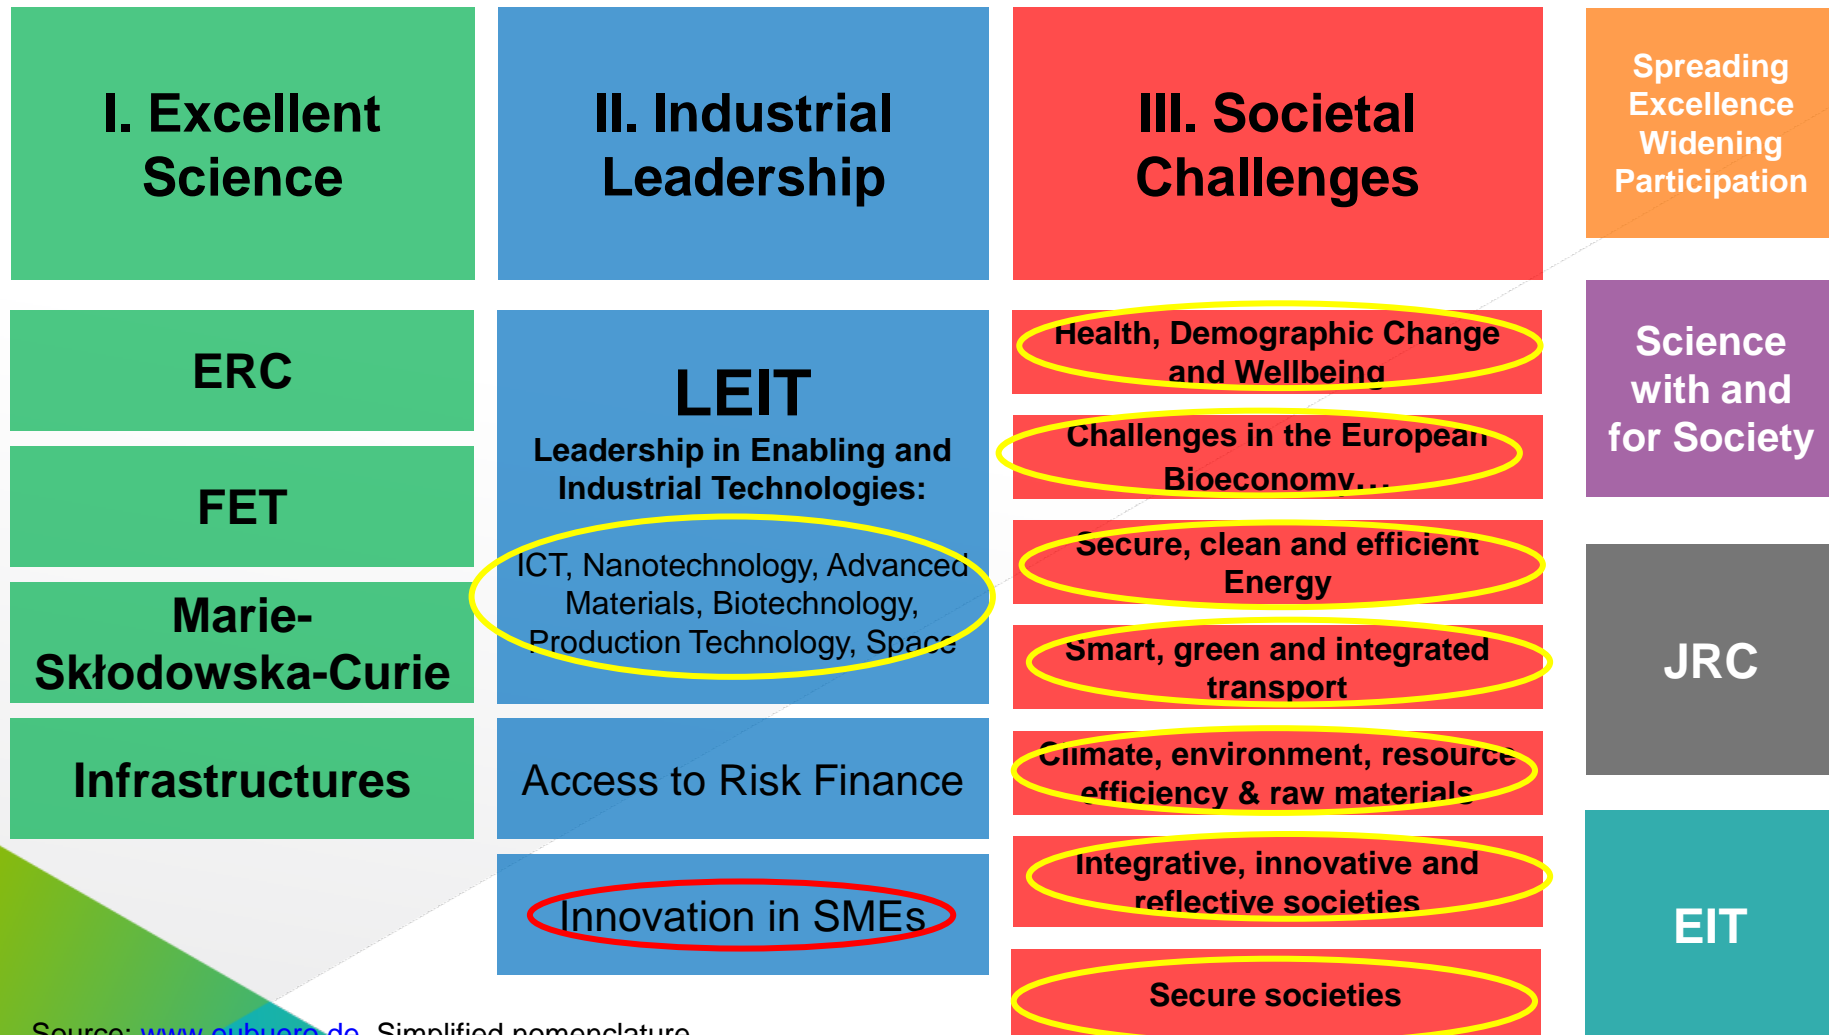 I. Excellent
Science
II. Industrial
Leadership
III. Societal
Challenges
Spreading
Excellence
Widening
Participation
ERC
FET
Marie-
Skłodowska-Curie
Infrastructures
LEIT
Leadership in Enabling and
Industrial Technologies:
ICT, Nanotechnology, Advanced
Materials, Biotechnology,
Production Technology, Space
Access to Risk Finance
Innovation in SMEs
Health, Demographic Change
and Wellbeing
Challenges in the European
Bioeconomy…
Secure, clean and efficient
Energy
Smart, green and integrated
transport
Climate, environment, resource
efficiency & raw materials
Integrative, innovative and
reflective societies
Secure societies
Science
with and
for Society
JRC
EIT
Source: www.eubuero.de Simplified nomenclature